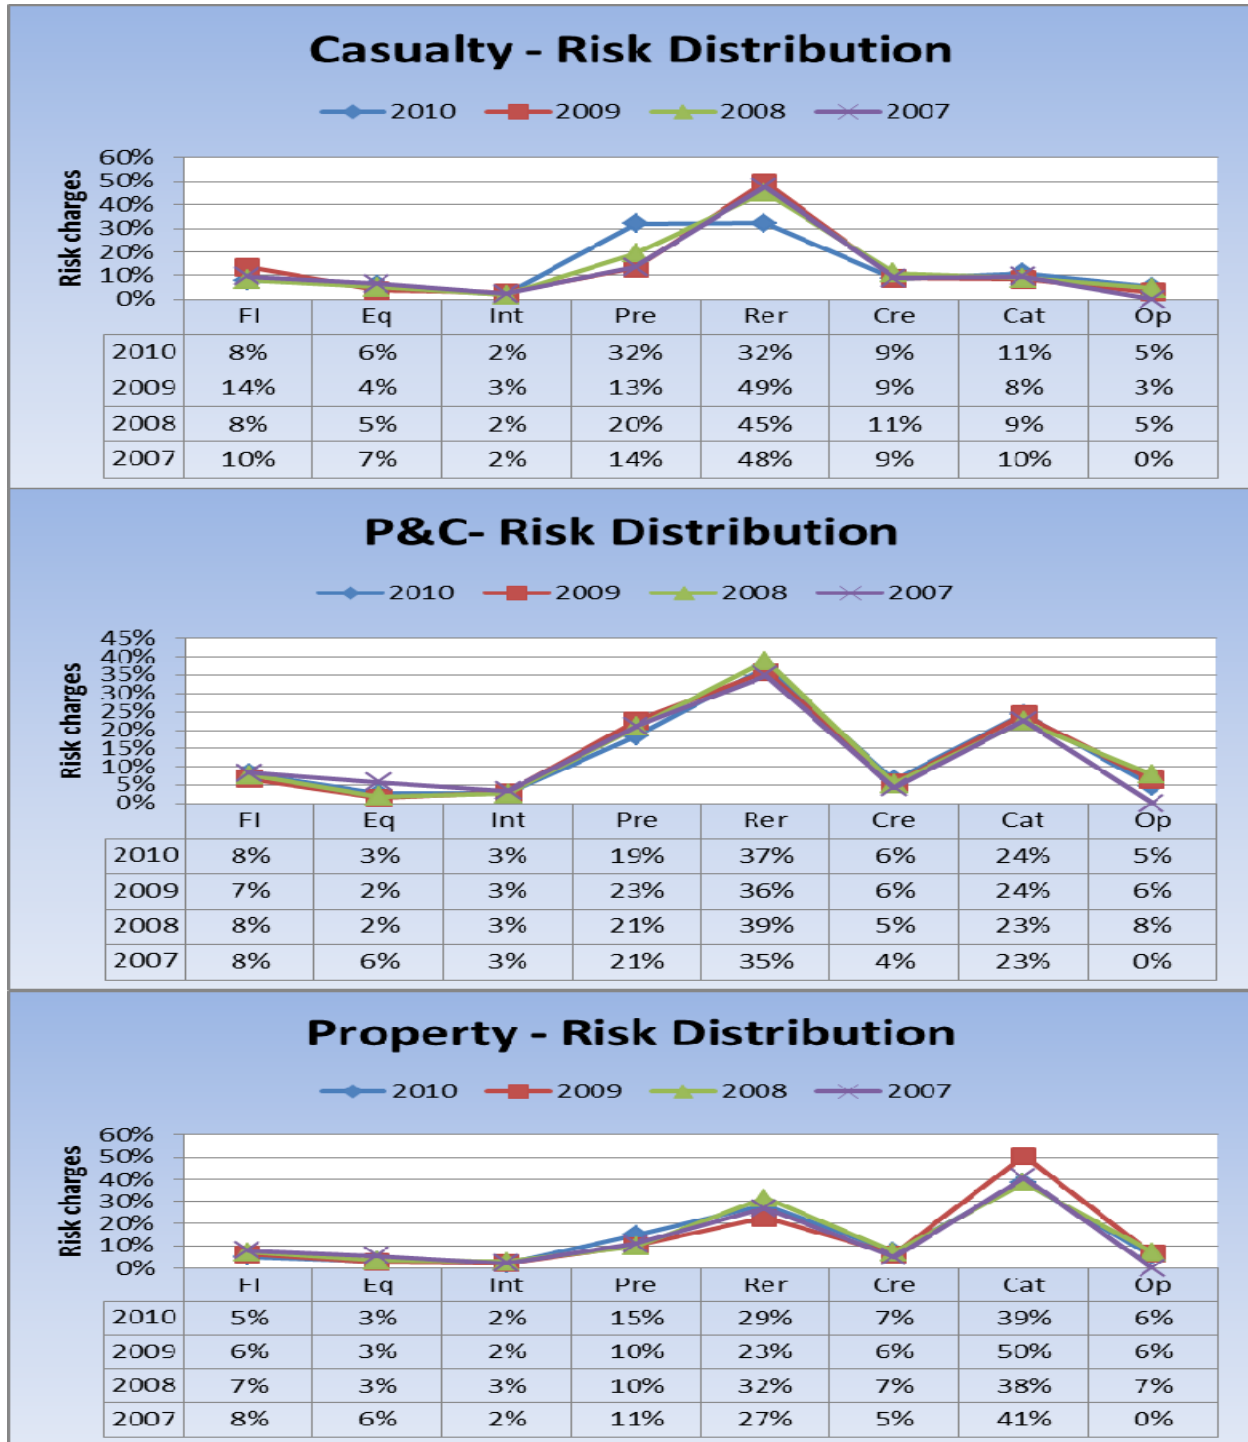 Casualty - Risk Distribution
2010 2009 2008 2007
Risk charges
60%
50%
40%
30%
20%
10%
0%
FI Eq Int Pre Rer Cre Cat Op
2010 8% 6% 2% 32% 32% 9% 11% 5%
2009 14% 4% 3% 13% 49% 9% 8% 3%
2008 8% 5% 2% 20% 45% 11% 9% 5%
2007 10% 7% 2% 14% 48% 9% 10% 0%
P&C- Risk Distribution
2010 2009 2008 2007
Risk charges
45%
40%
35%
30%
25%
20%
15%
10%
5%
0%
FI Eq Int Pre Rer Cre Cat Op
2010 8% 3% 3% 19% 37% 6% 24% 5%
2009 7% 2% 3% 23% 36% 6% 24% 6%
2008 8% 2% 3% 21% 39% 5% 23% 8%
2007 8% 6% 3% 21% 35% 4% 23% 0%
Property - Risk Distribution
2010 2009 2008 2007
Risk charges
60%
50%
40%
30%
20%
10%
0%
FI Eq Int Pre Rer Cre Cat Op
2010 5% 3% 2% 15% 29% 7% 39% 6%
2009 6% 3% 2% 10% 23% 6% 50% 6%
2008 7% 3% 3% 10% 32% 7% 38% 7%
2007 8% 6% 2% 11% 27% 5% 41% 0%